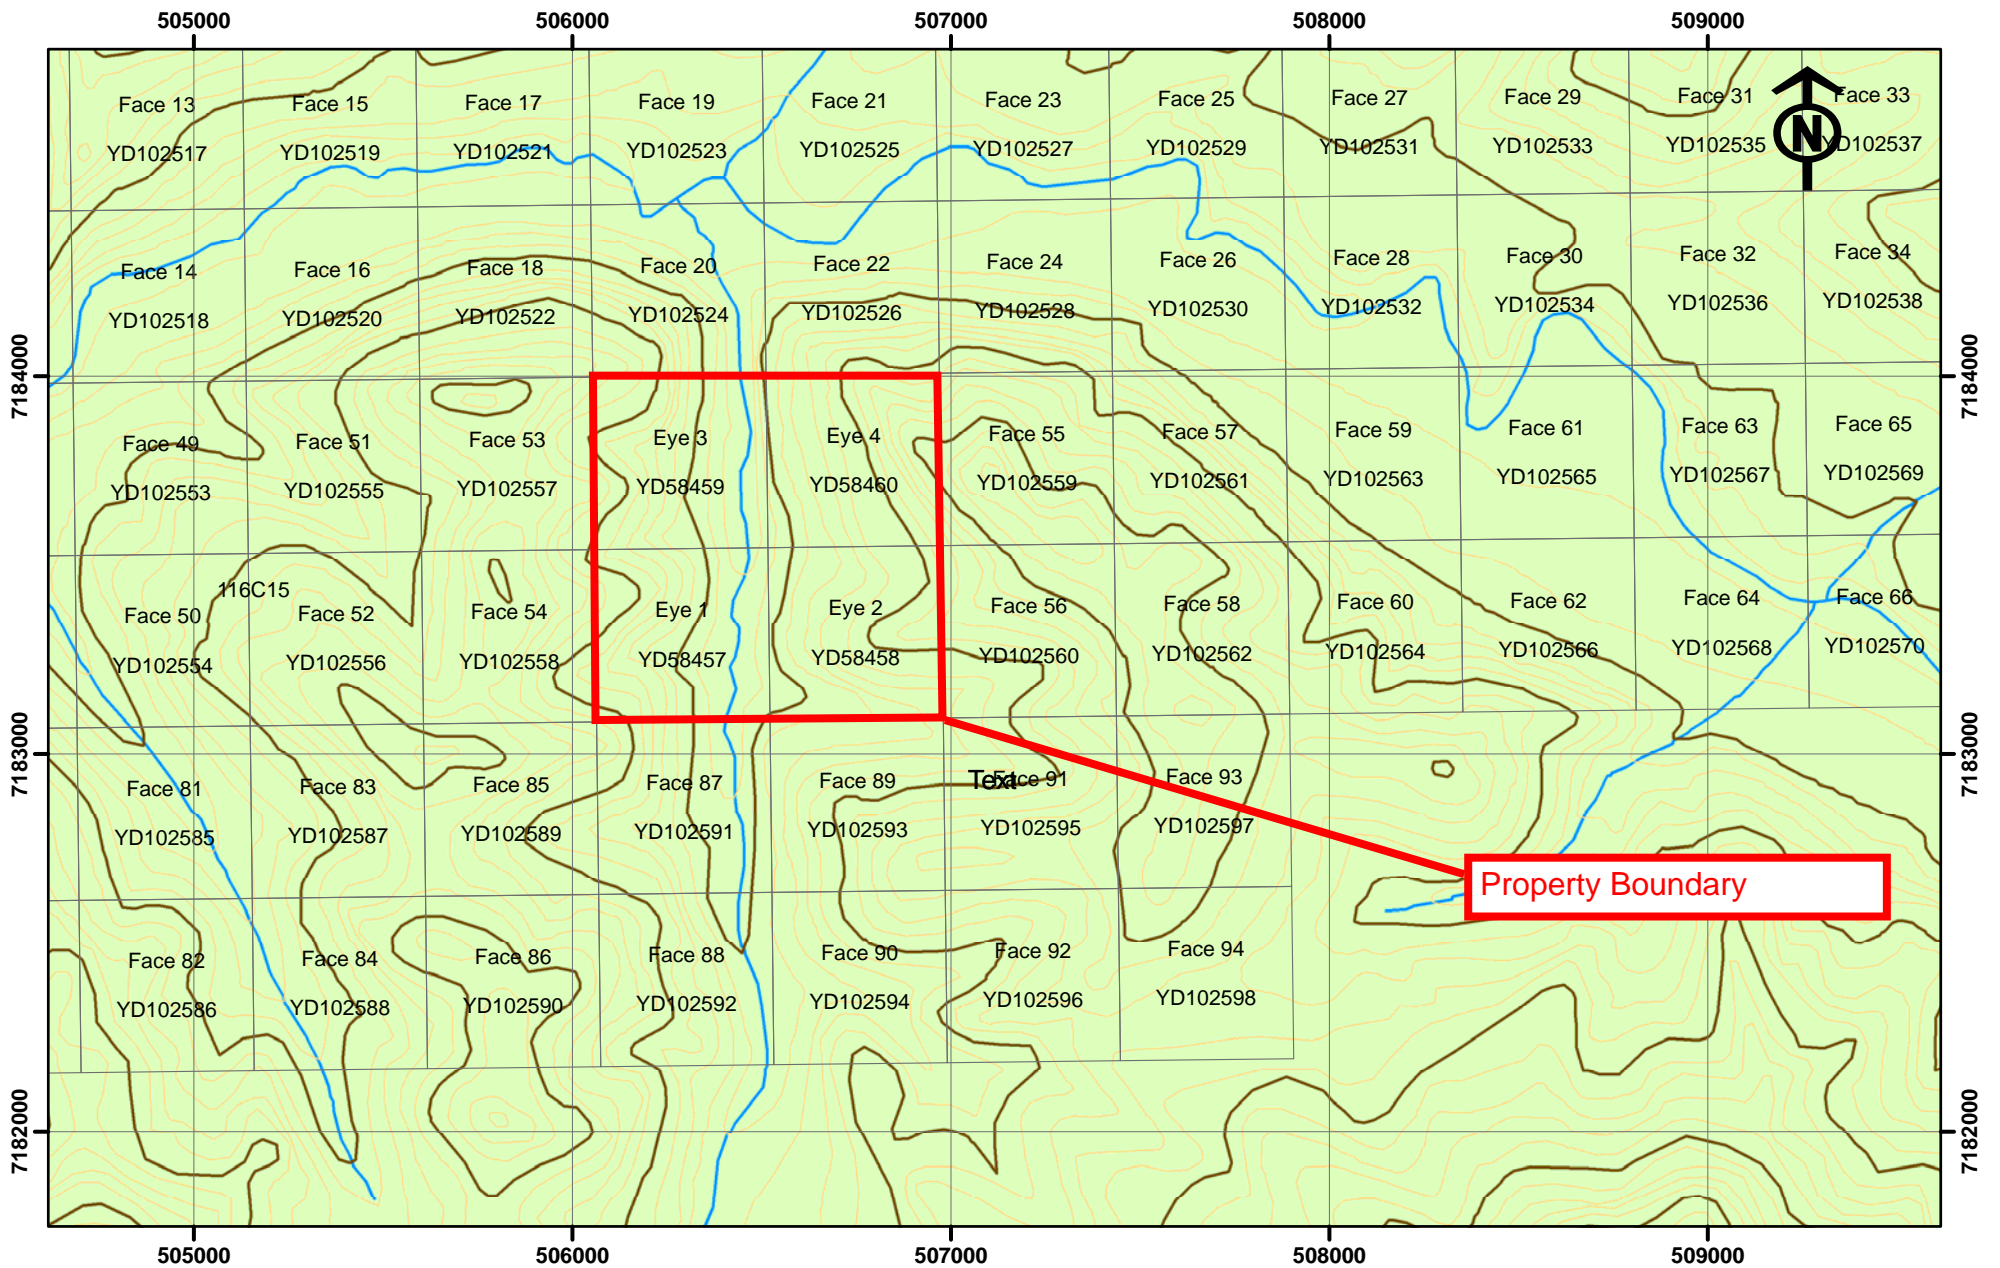 505000 506000 507000 508000 509000
Face 13 Face 15 Face 17 Face 19 Face 21 Face 23 Face 25 Face 27 Face 29 Face 31 Face 33
YD102517 YD102519 YD102521 YD102523 YD102525 YD102527 YD102529 YD102531 YD102533 YD102535 YD102537
N
Face 14 Face 16 Face 18 Face 20 Face 22 Face 24 Face 26 Face 28 Face 30 Face 32 Face 34
YD102518 YD102520 YD102522 YD102524 YD102526 YD102528 YD102530 YD102532 YD102534 YD102536 YD102538
7184000 7184000
Face 49 Face 51 Face 53 Eye 3 Eye 4 Face 55 Face 57 Face 59 Face 61 Face 63 Face 65
YD102553 YD102555 YD102557 YD58459 YD58460 YD102559 YD102561 YD102563 YD102565 YD102567 YD102569
116C15
Face 50 Face 52 Face 54 Eye 1 Eye 2 Face 56 Face 58 Face 60 Face 62 Face 64 Face 66
YD102554 YD102556 YD102558 YD58457 YD58458 YD102560 YD102562 YD102564 YD102566 YD102568 YD102570
7183000 7183000
Face 81 Face 83 Face 85 Face 87 Face 89 Text Face 91 Face 93
YD102585 YD102587 YD102589 YD102591 YD102593 YD102595 YD102597
Property Boundary
Face 82 Face 84 Face 86 Face 88 Face 90 Face 92 Face 94
YD102586 YD102588 YD102590 YD102592 YD102594 YD102596 YD102598
7182000 7182000
505000 506000 507000 508000 509000